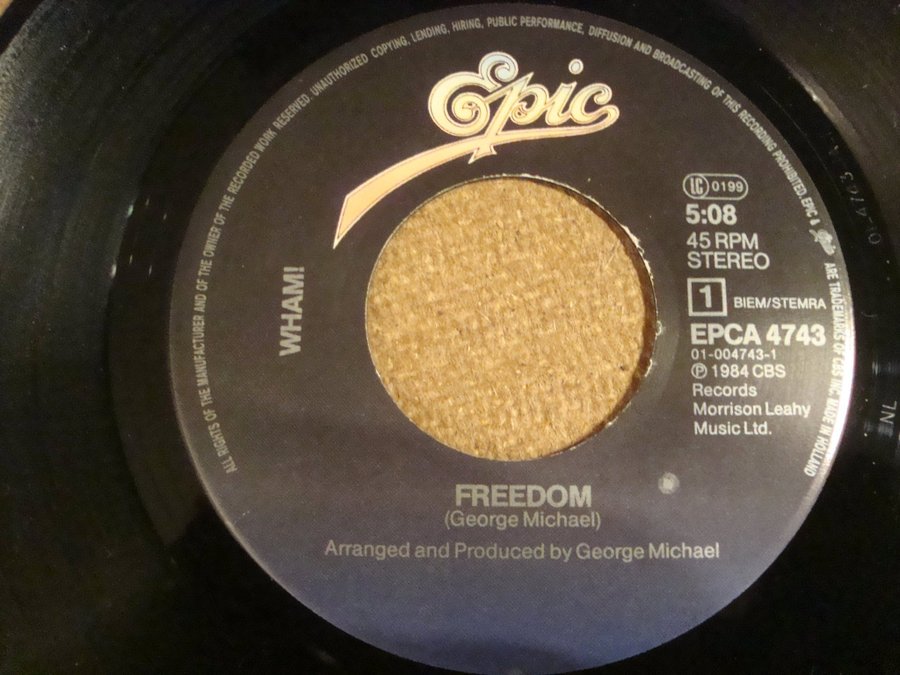 ALL RIGHTS OF THE MANUFACTURER AND OF THE OWNER OF THE RECORDED WORK RESERVED. UNAUTHORIZED COPYING, LENDING, HIRING, PUBLIC PERFORMANCE, DIFFUSION AND BROADCASTING OF THIS RECORDING PROHIBITED. EPIC & ARE TRADEMARKS OF CBS INC. MADE IN HOLLAND
Epic
WHAM!
LC 0199
5:08
45 RPM
STEREO
1 BIEM/STEMRA
EPCA 4743
01-004743-1
℗ 1984 CBS
Records
Morrison Leahy
Music Ltd.
FREEDOM
(George Michael)
Arranged and Produced by George Michael
NL